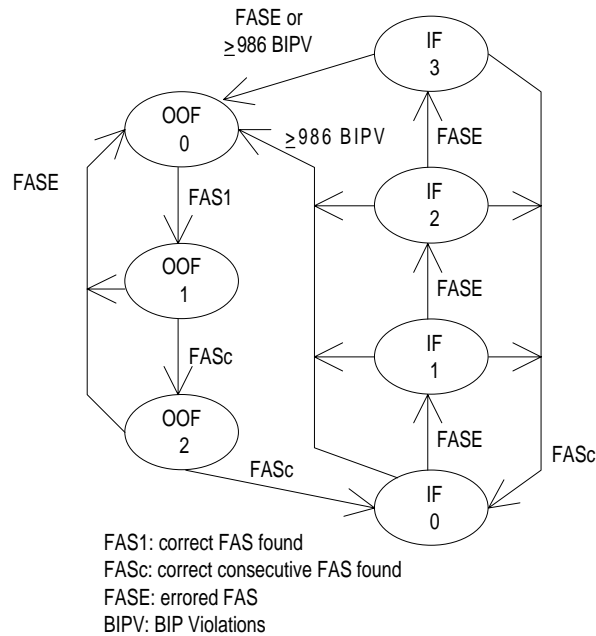 FASE or
≥986 BIPV
IF
3
OOF
0
≥986 BIPV
FASE
FASE
FAS1
IF
2
OOF
1
FASE
FASc
IF
1
OOF
2
FASE
FASc
FASc
IF
0
FAS1: correct FAS found
FASc: correct consecutive FAS found
FASE: errored FAS
BIPV: BIP Violations